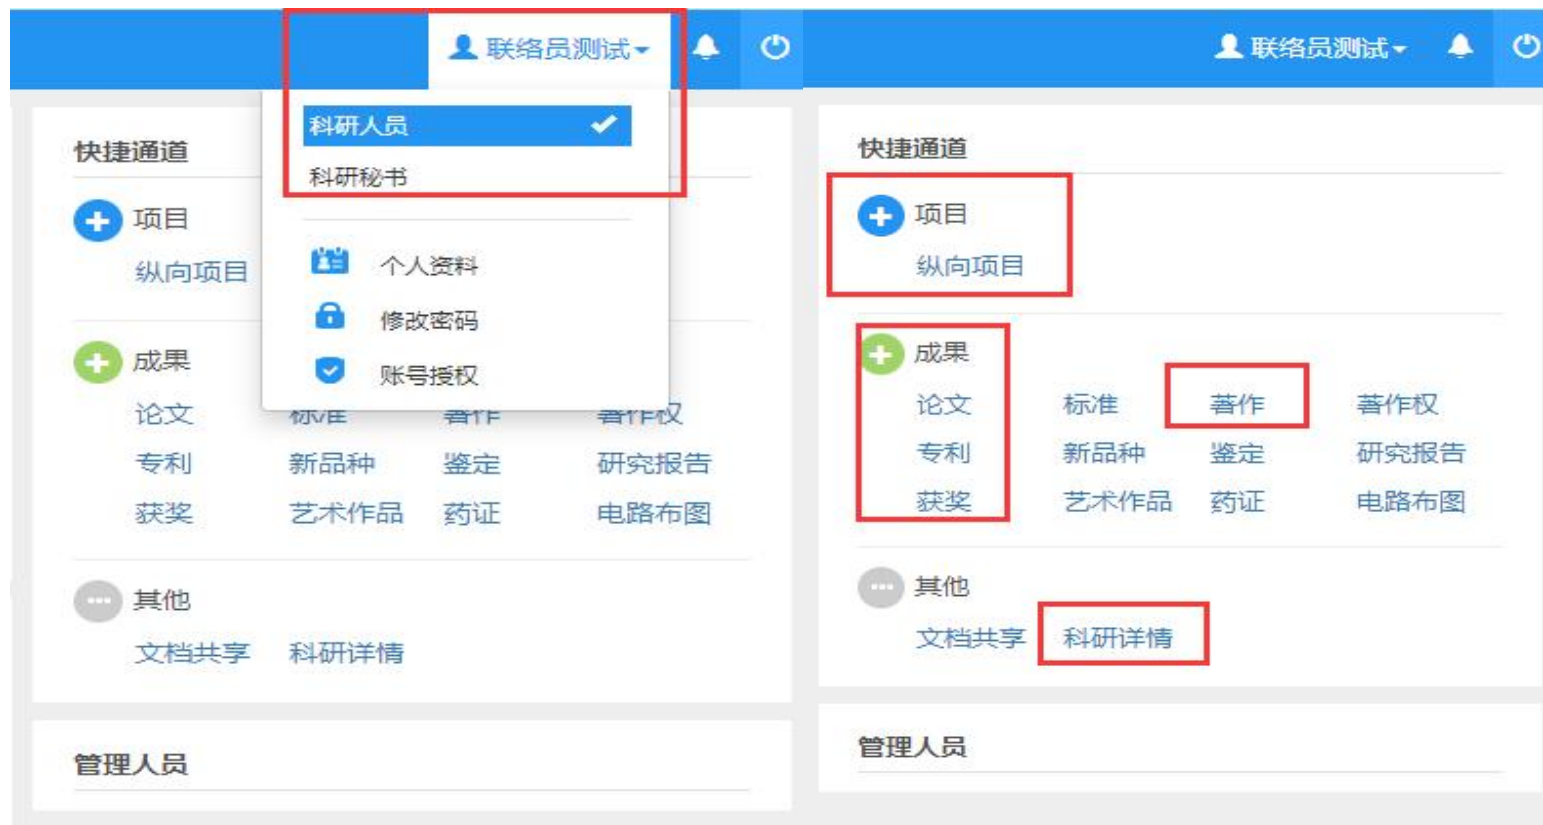 联络员测试
科研人员
科研秘书
个人资料
修改密码
账号授权
快捷通道
项目
纵向项目
成果
论文 标准 著作 著作权
专利 新品种 鉴定 研究报告
获奖 艺术作品 药证 电路布图
其他
文档共享 科研详情
管理人员
联络员测试
快捷通道
项目
纵向项目
成果
论文 标准 著作 著作权
专利 新品种 鉴定 研究报告
获奖 艺术作品 药证 电路布图
其他
文档共享 科研详情
管理人员